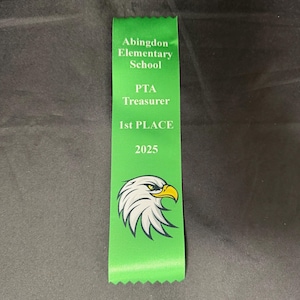 Abingdon
Elementary
School
PTA
Treasurer
1st PLACE
2025